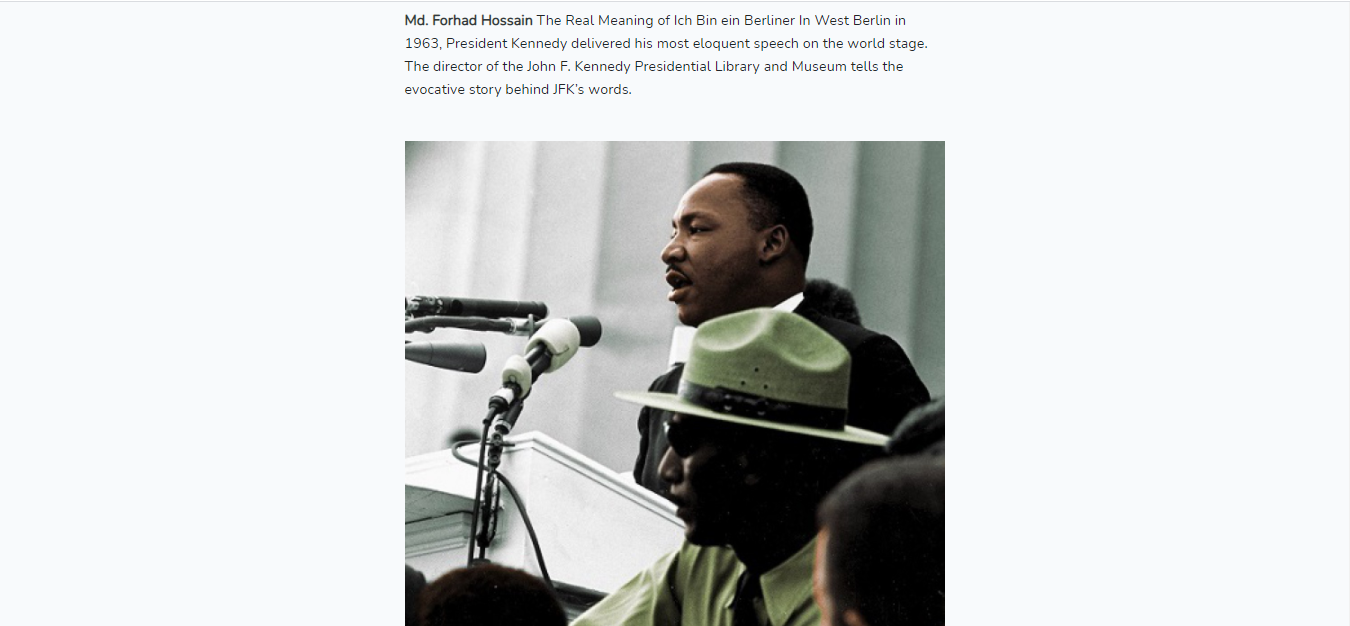 Md. Forhad Hossain The Real Meaning of Ich Bin ein Berliner In West Berlin in
1963, President Kennedy delivered his most eloquent speech on the world stage.
The director of the John F. Kennedy Presidential Library and Museum tells the
evocative story behind JFK’s words.